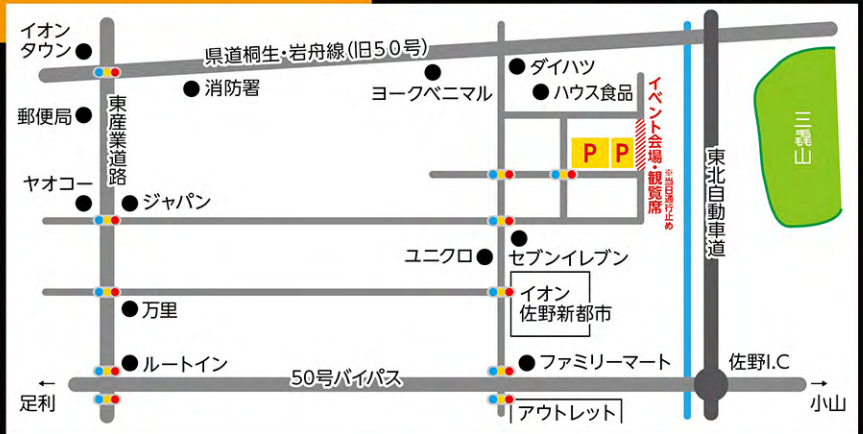 イオン
タウン
県道桐生・岩舟線(旧50号)
消防署
郵便局
東産業道路
ヨークベニマル
ダイハツ
ハウス食品
P
P
イベント会場・観覧席
※当日通行止め
東北自動車道
三毳山
ヤオコー
ジャパン
ユニクロ
セブンイレブン
イオン
佐野新都市
万里
ルートイン
ファミリーマート
50号バイパス
佐野I.C
←
足利
アウトレット
→
小山